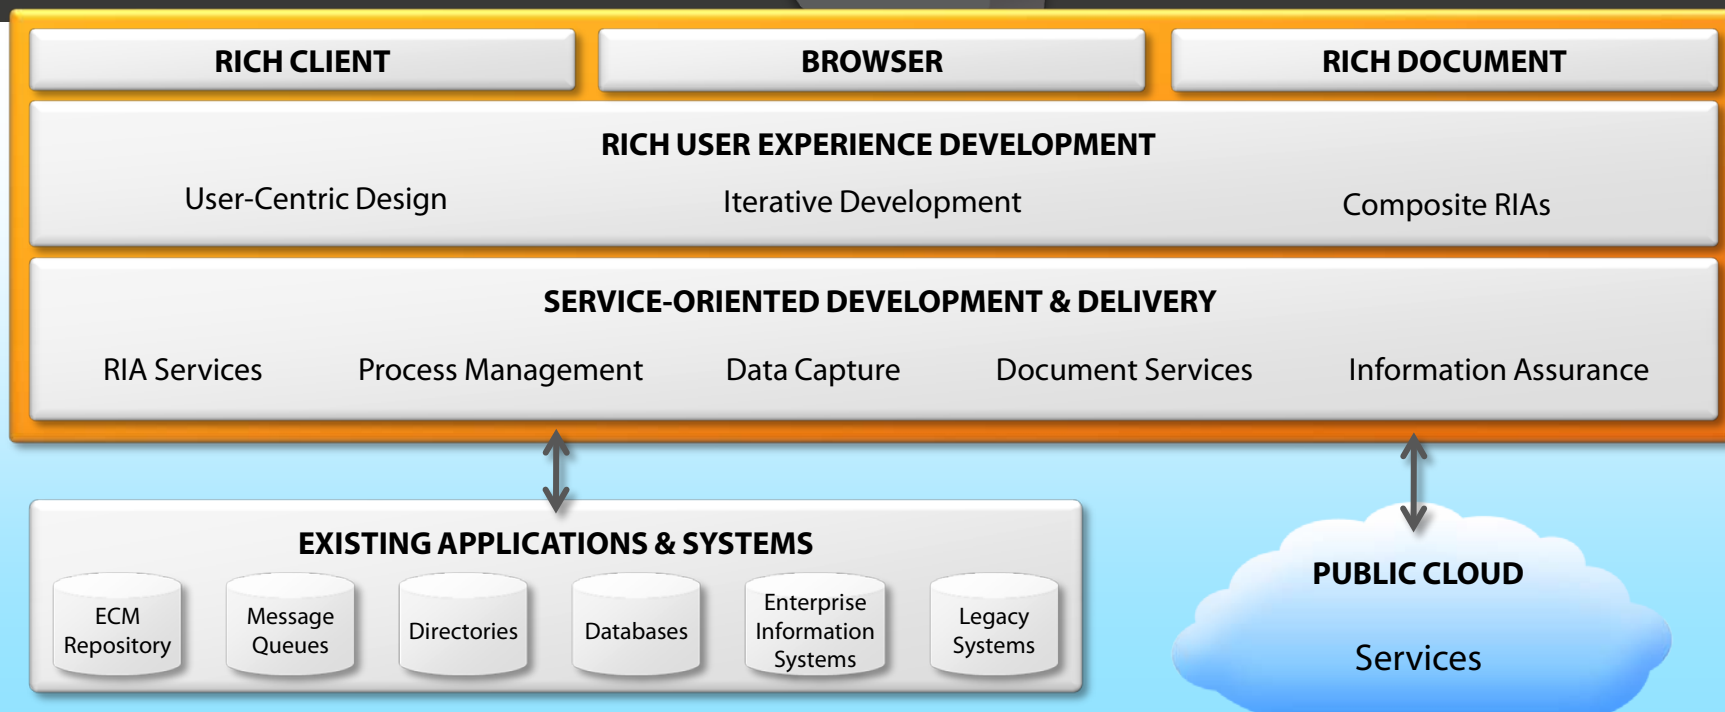 RICH CLIENT BROWSER RICH DOCUMENT
RICH USER EXPERIENCE DEVELOPMENT
User-Centric Design Iterative Development Composite RIAs
SERVICE-ORIENTED DEVELOPMENT & DELIVERY
RIA Services Process Management Data Capture Document Services Information Assurance
EXISTING APPLICATIONS & SYSTEMS
ECM
Repository
Message
Queues
Directories
Databases
Enterprise
Information
Systems
Legacy
Systems
PUBLIC CLOUD
Services